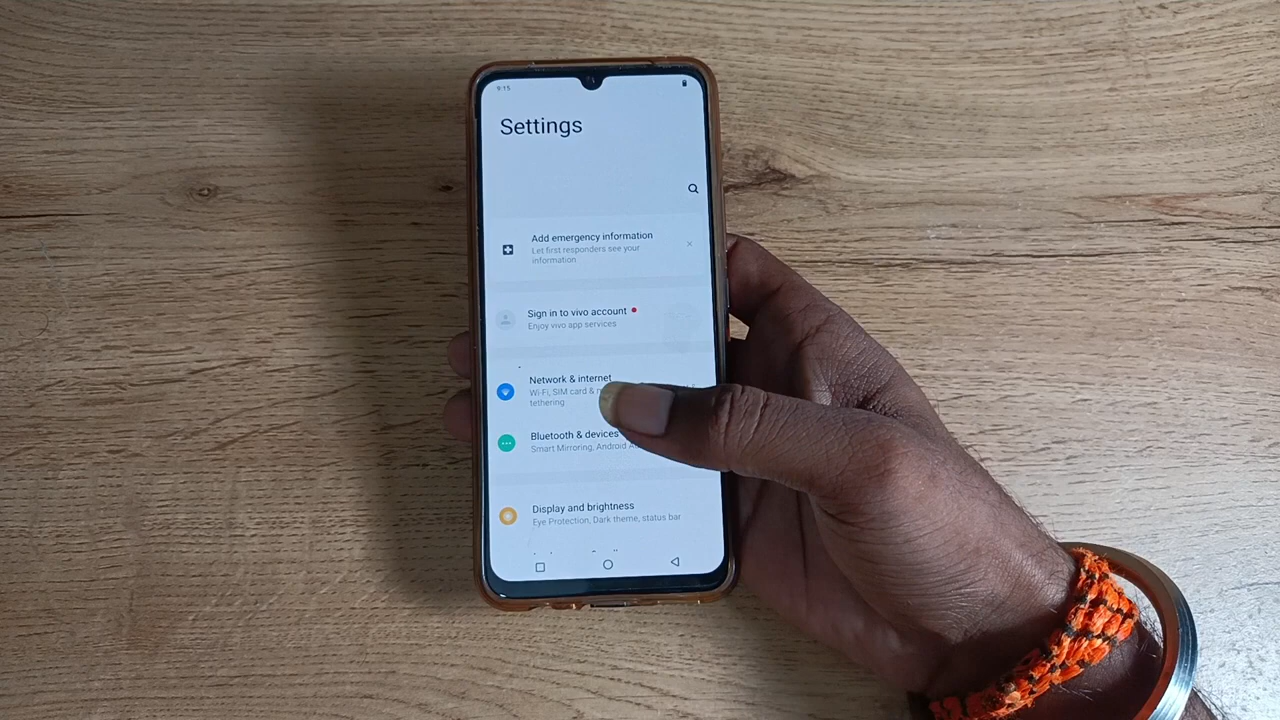 9:15
Settings
Add emergency information
Let first responders see your
information
Sign in to vivo account
Enjoy vivo app services
Network & internet
Wi-Fi, SIM card &
tethering
Bluetooth & devices
Smart Mirroring, Android
Display and brightness
Eye Protection, Dark theme, status bar